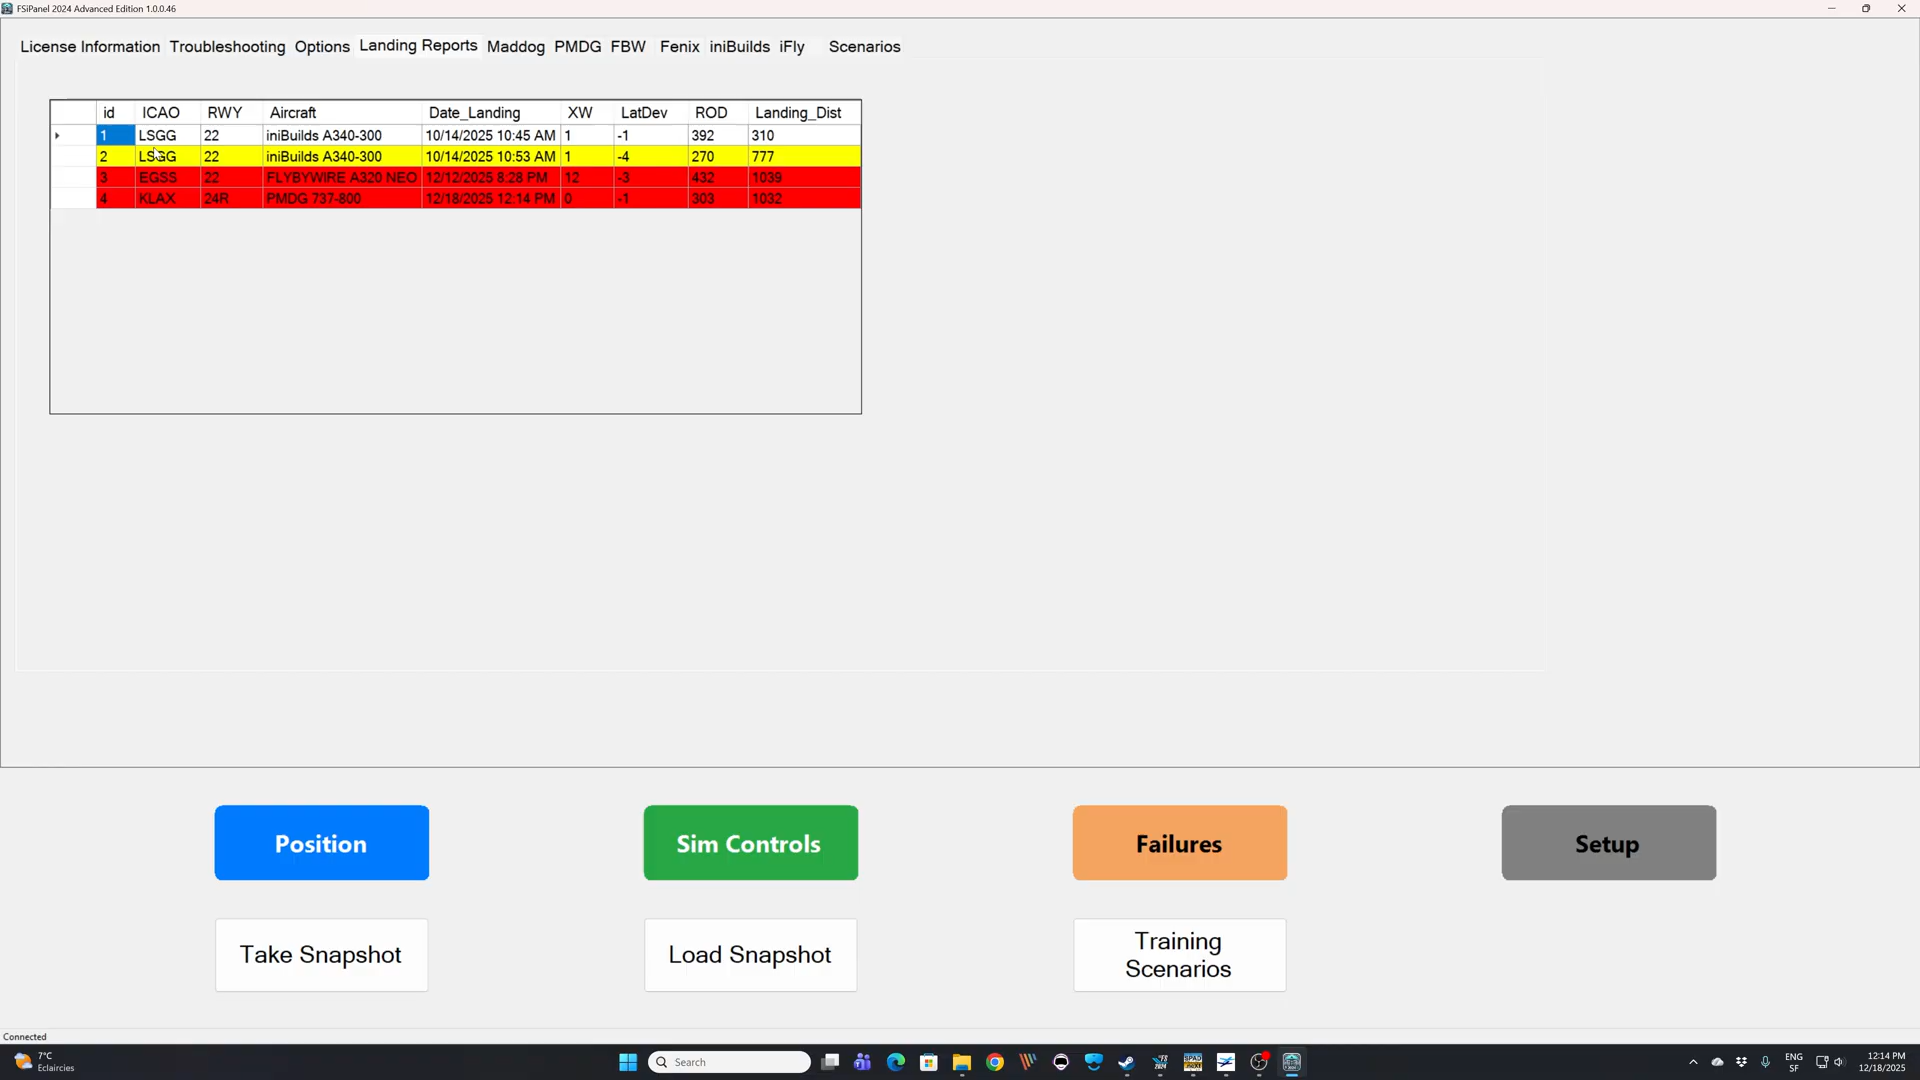 FSiPanel 2024 Advanced Edition 1.0.0.46
License Information Troubleshooting Options Landing Reports Maddog PMDG FBW Fenix iniBuilds iFly Scenarios
id ICAO RWY Aircraft Date_Landing XW LatDev ROD Landing_Dist
1 LSGG 22 iniBuilds A340-300 10/14/2025 10:45 AM 1 -1 392 310
2 LSGG 22 iniBuilds A340-300 10/14/2025 10:53 AM 1 -4 270 777
3 EGSS 22 FLYBYWIRE A320 NEO 12/12/2025 8:28 PM 12 -3 432 1039
4 KLAX 24R PMDG 737-800 12/18/2025 12:14 PM 0 -1 303 1032
Position Sim Controls Failures Setup
Take Snapshot Load Snapshot Training
Scenarios
Connected
7°C
Eclaircies
Search
ENG
SF
12:14 PM
12/18/2025